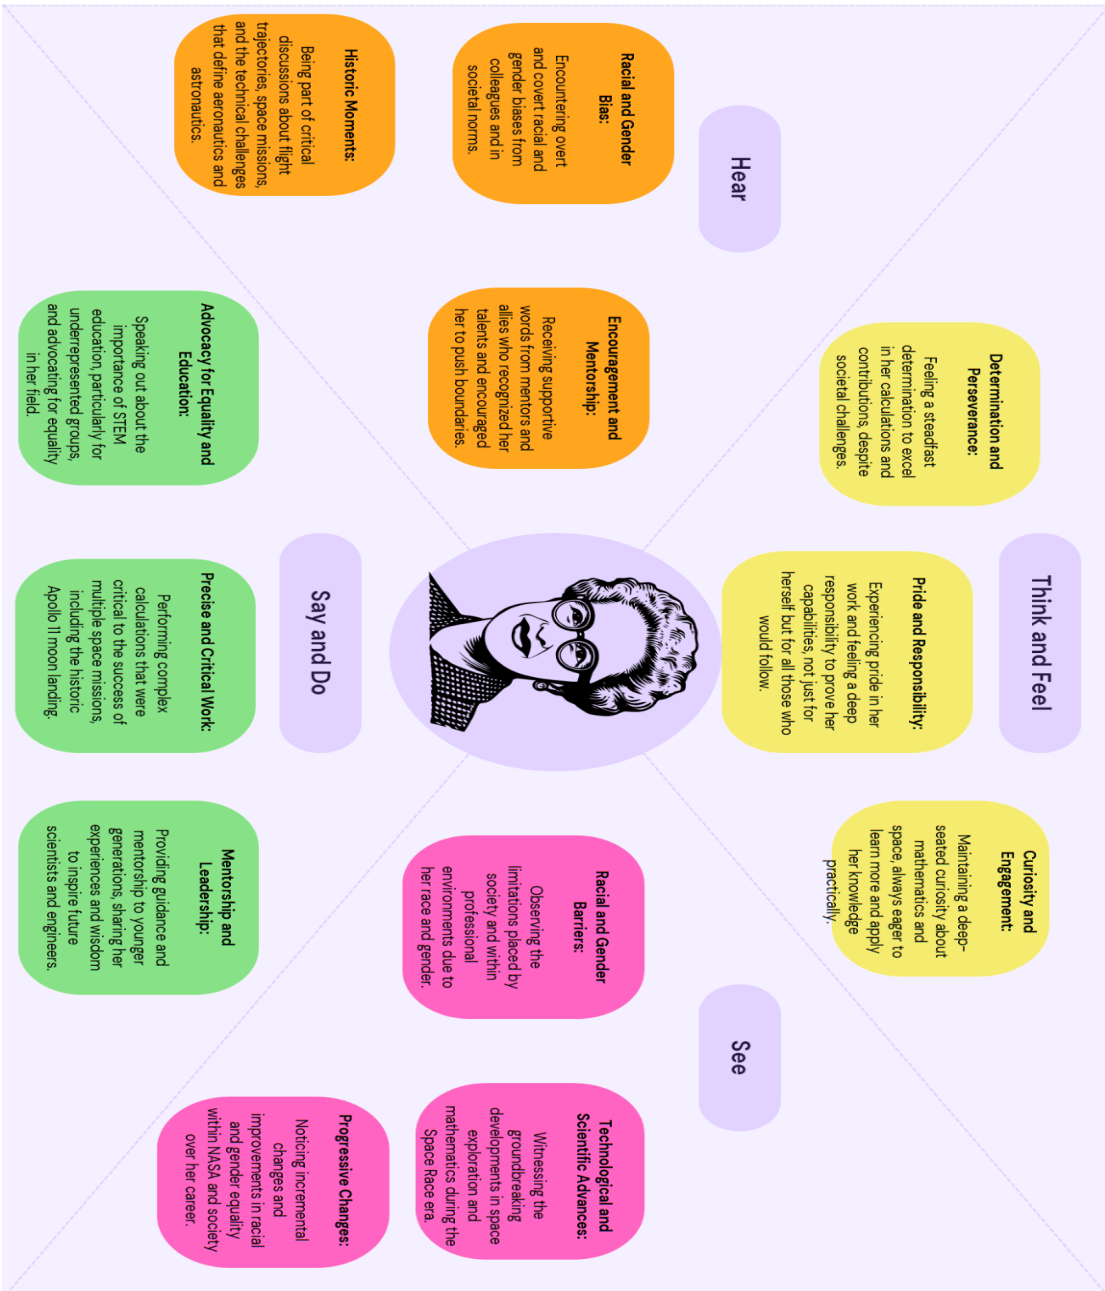 Think and Feel
Determination and
Perseverance:
Feeling a steadfast
determination to excel
in her calculations and
contributions, despite
societal challenges.
Pride and Responsibility:
Experiencing pride in her
work and feeling a deep
responsibility to prove her
capabilities, not just for
herself but for all those who
would follow.
Curiosity and
Engagement:
Maintaining a deep-
seated curiosity about
mathematics and
space, always eager to
learn more and apply
her knowledge
practically.
Hear
Racial and Gender
Bias:
Encountering overt
and covert racial and
gender biases from
colleagues and in
societal norms.
Encouragement and
Mentorship:
Receiving supportive
words from mentors and
allies who recognized her
talents and encouraged
her to push boundaries.
Historic Moments:
Being part of critical
discussions about flight
trajectories, space missions,
and the technical challenges
that define aeronautics and
astronautics.
See
Racial and Gender
Barriers:
Observing the
limitations placed by
society and within
professional
environments due to
her race and gender.
Technological and
Scientific Advances:
Witnessing the
groundbreaking
developments in space
exploration and
mathematics during the
Space Race era.
Progressive Changes:
Noticing incremental
changes and
improvements in racial
and gender equality
within NASA and society
over her career.
Say and Do
Advocacy for Equality and
Education:
Speaking out about the
importance of STEM
education, particularly for
underrepresented groups,
and advocating for equality
in her field.
Precise and Critical Work:
Performing complex
calculations that were
critical to the success of
multiple space missions,
including the historic
Apollo 11 moon landing.
Mentorship and
Leadership:
Providing guidance and
mentorship to younger
generations, sharing her
experiences and wisdom
to inspire future
scientists and engineers.